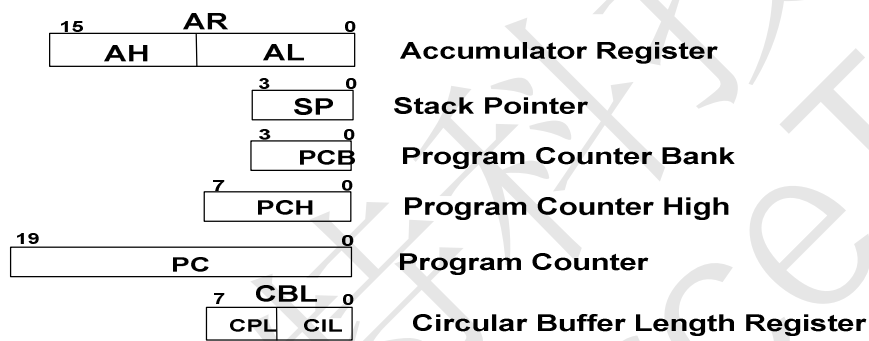 15 AR 0
AH AL Accumulator Register
3 0
SP Stack Pointer
3 0
PCB Program Counter Bank
7 0
PCH Program Counter High
19 0
PC Program Counter
7 CBL 0
CPL CIL Circular Buffer Length Register